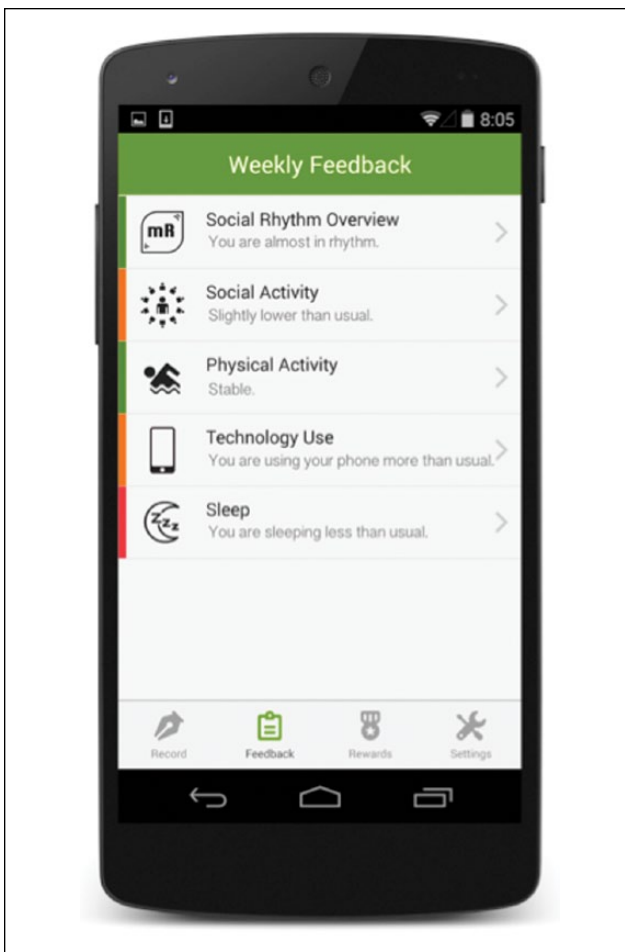 8:05
Weekly Feedback
mR
Social Rhythm Overview
You are almost in rhythm.
Social Activity
Slightly lower than usual.
Physical Activity
Stable.
Technology Use
You are using your phone more than usual.
zzz
Sleep
You are sleeping less than usual.
Record Feedback Rewards Settings